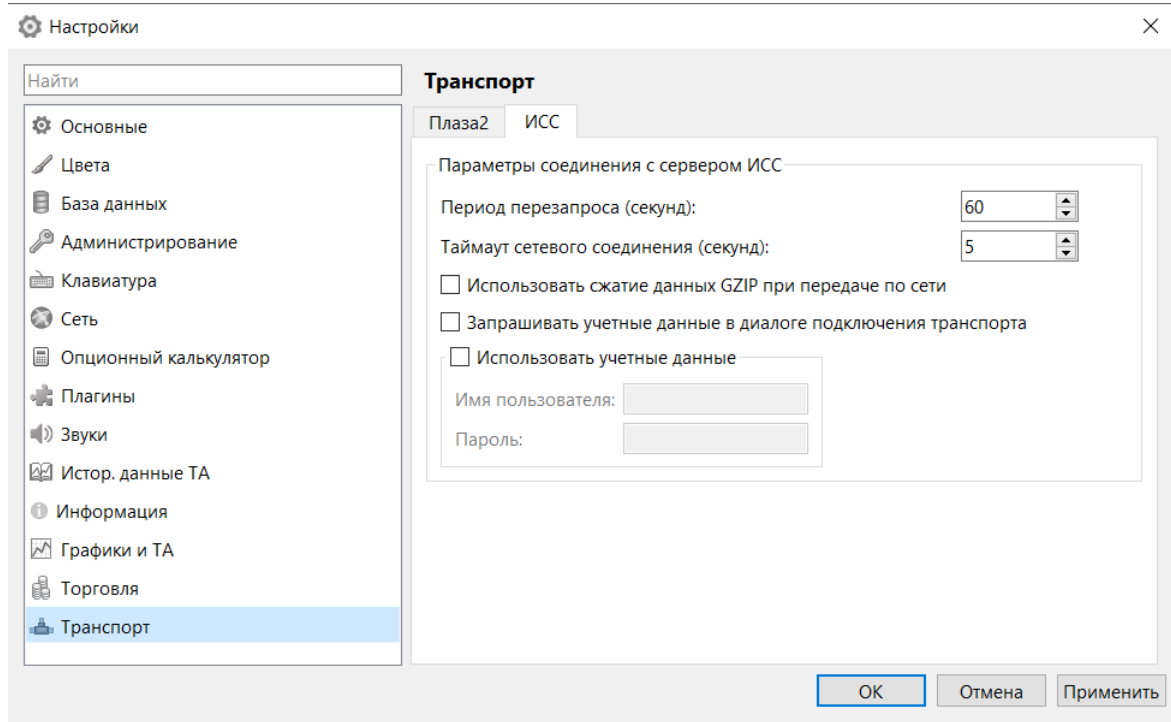 Настройки
Найти
Основные
Цвета
База данных
Администрирование
Клавиатура
Сеть
Опционный калькулятор
Плагины
Звуки
Истор. данные ТА
Информация
Графики и ТА
Торговля
Транспорт
Транспорт
Плаза2 ИСС
Параметры соединения с сервером ИСС
Период перезапроса (секунд): 60
Таймаут сетевого соединения (секунд): 5
Использовать сжатие данных GZIP при передаче по сети
Запрашивать учетные данные в диалоге подключения транспорта
Использовать учетные данные
Имя пользователя:
Пароль:
ОК Отмена Применить